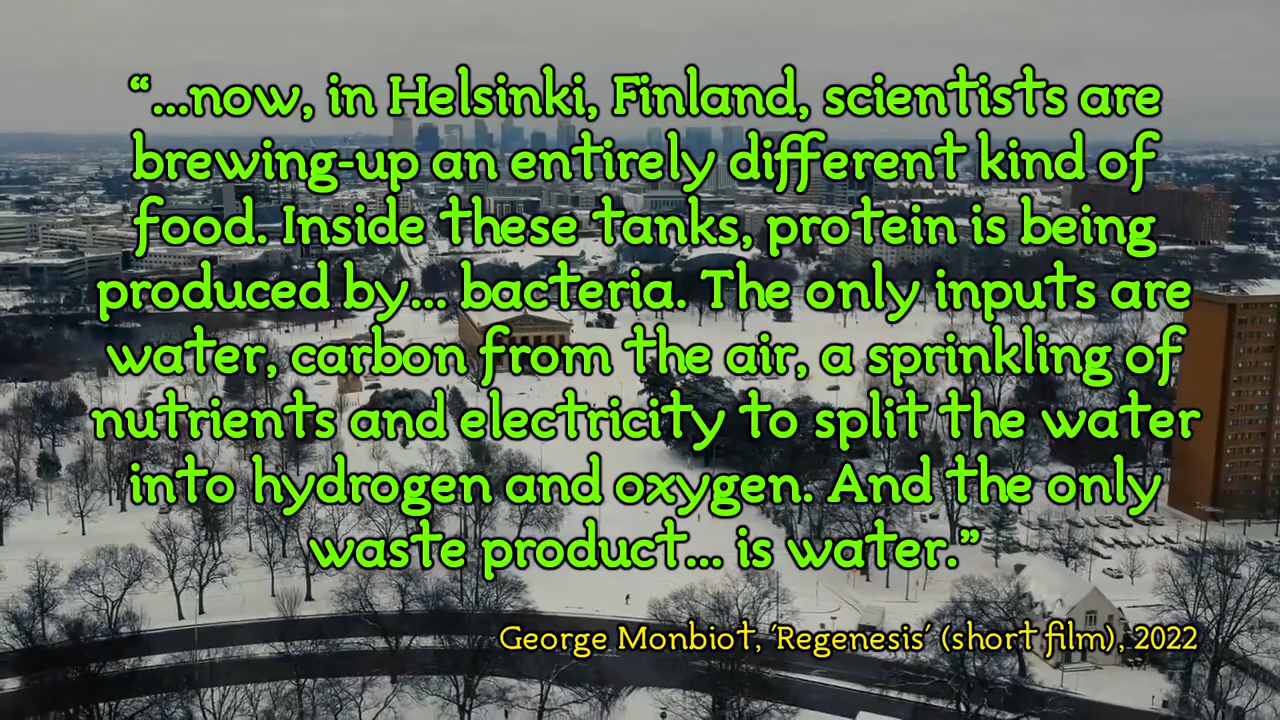 “...now, in Helsinki, Finland, scientists are
brewing-up an entirely different kind of
food. Inside these tanks, protein is being
produced by... bacteria. The only inputs are
water, carbon from the air, a sprinkling of
nutrients and electricity to split the water
into hydrogen and oxygen. And the only
waste product... is water.”
George Monbiot, 'Regenesis' (short film), 2022